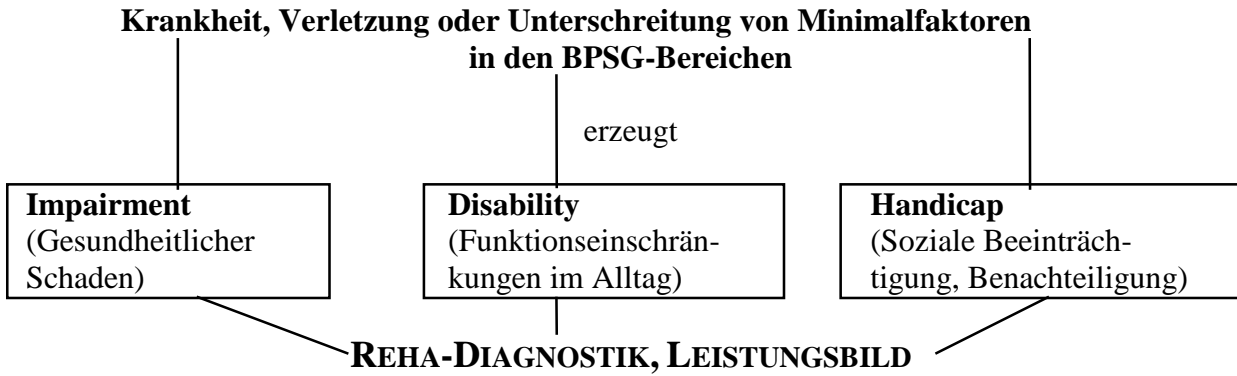 Krankheit, Verletzung oder Unterschreitung von Minimalfaktoren
in den BPSG-Bereichen
erzeugt
Impairment
(Gesundheitlicher
Schaden)
Disability
(Funktionseinschrän-
kungen im Alltag)
Handicap
(Soziale Beeinträch-
tigung, Benachteiligung)
REHA-DIAGNOSTIK, LEISTUNGSBILD